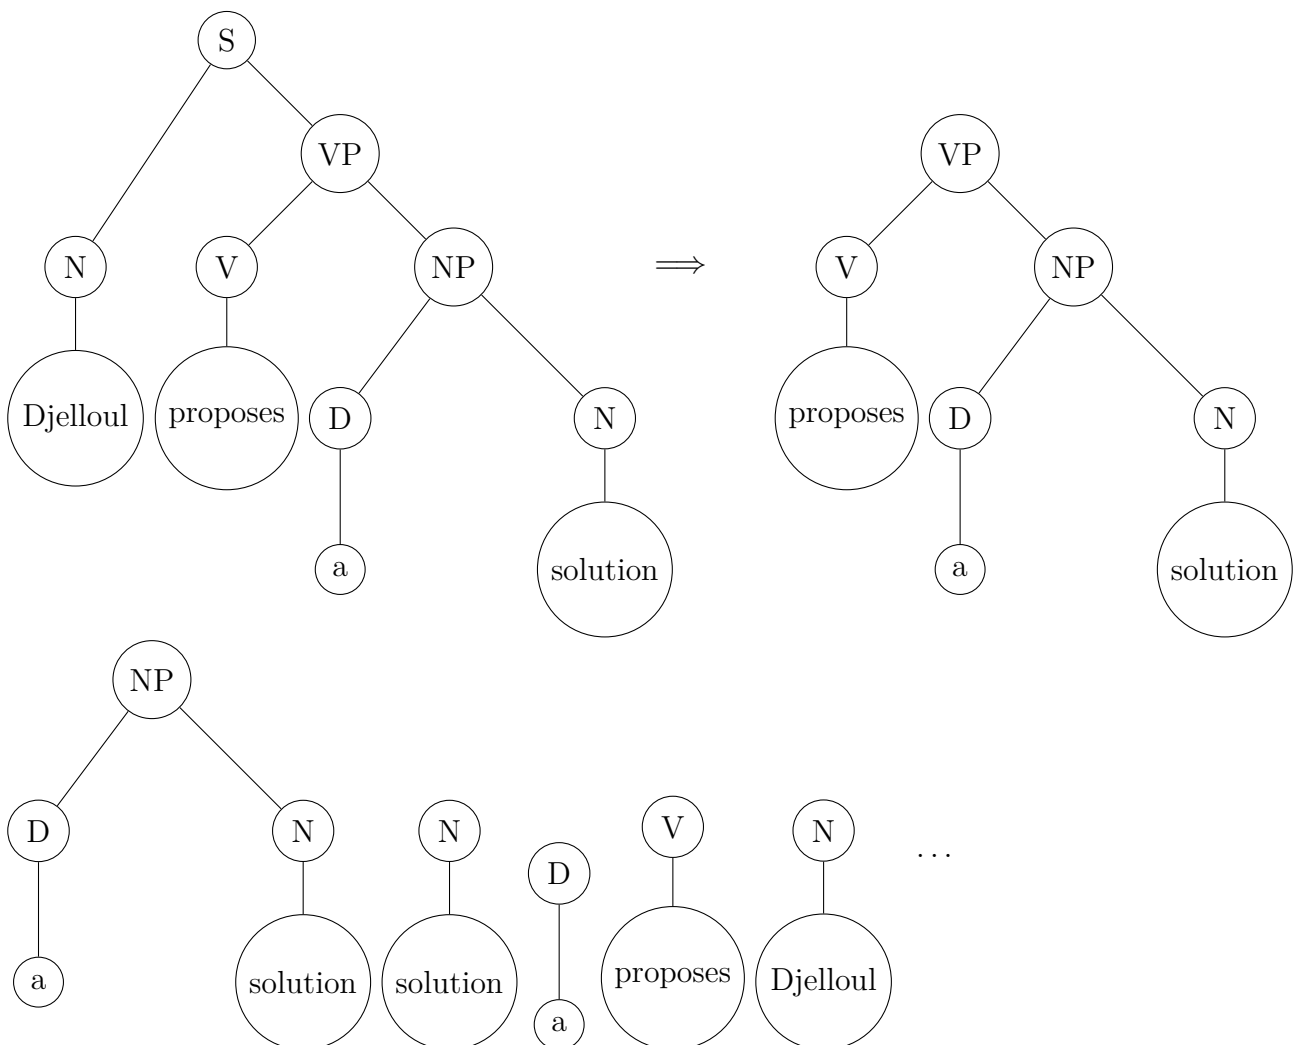 S
VP
VP
N
V
NP
⟹
V
NP
Djelloul
proposes
D
N
proposes
D
N
a
solution
a
solution
NP
D
N
N
D
V
N
...
a
solution
solution
a
proposes
Djelloul